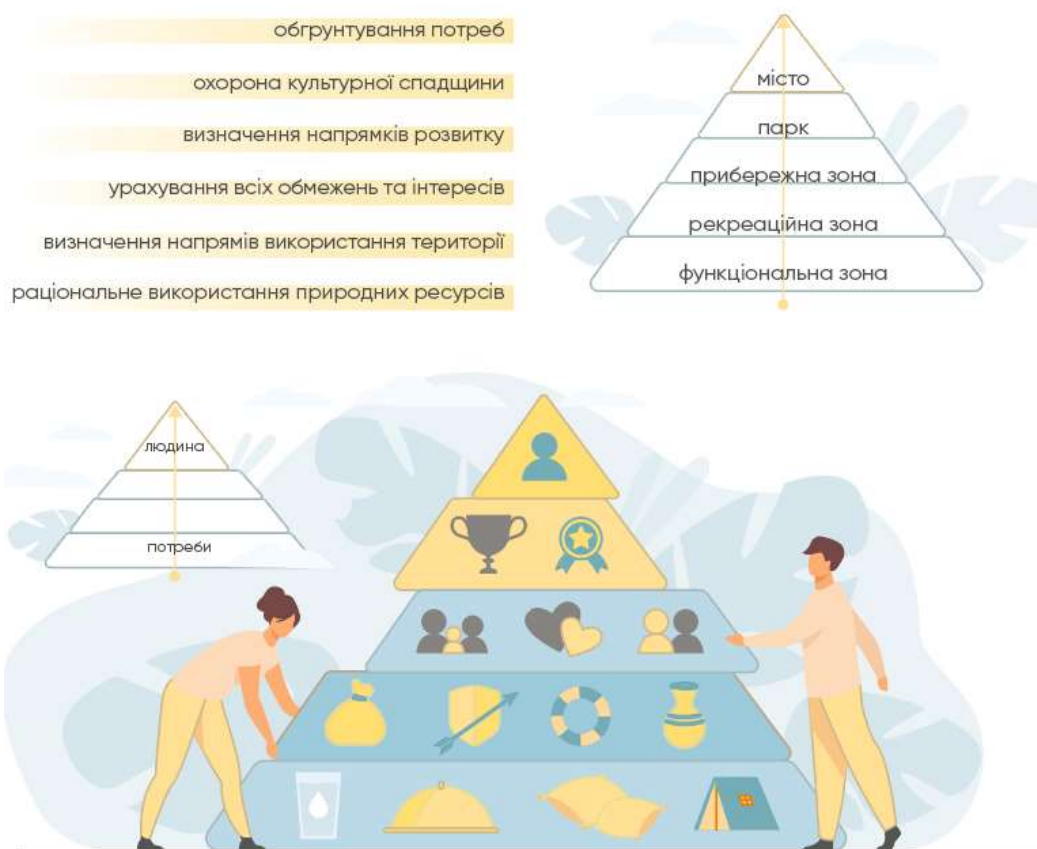 обгрунтування потреб
охорона культурної спадщини
визначення напрямків розвитку
урахування всіх обмежень та інтересів
визначення напрямів використання території
раціональне використання природних ресурсів
місто
парк
прибережна зона
рекреаційна зона
функціональна зона
людина
потреби